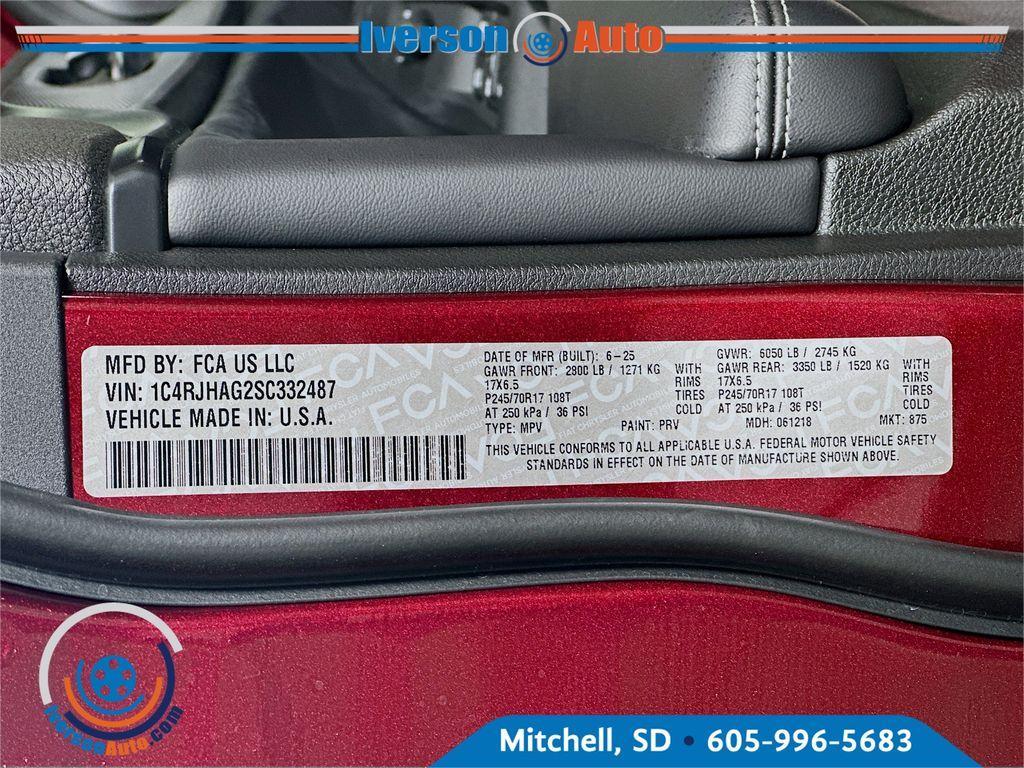 Iverson Auto
MFD BY: FCA US LLC
VIN: 1C4RJHAG2SC332487
VEHICLE MADE IN: U.S.A.
DATE OF MFR (BUILT): 6-25
GAWR FRONT: 2800 LB / 1271 KG WITH
17X6.5 RIMS
P245/70R17 108T TIRES
AT 250 kPa / 36 PSI COLD
TYPE: MPV PAINT: PRV
GVWR: 6050 LB / 2745 KG
GAWR REAR: 3350 LB / 1520 KG WITH
17X6.5 RIMS
P245/70R17 108T TIRES
AT 250 kPa / 36 PSI COLD
MDH: 061218 MKT: 875
THIS VEHICLE CONFORMS TO ALL APPLICABLE U.S.A. FEDERAL MOTOR VEHICLE SAFETY
STANDARDS IN EFFECT ON THE DATE OF MANUFACTURE SHOWN ABOVE.
IversonAuto.com
Mitchell, SD • 605-996-5683